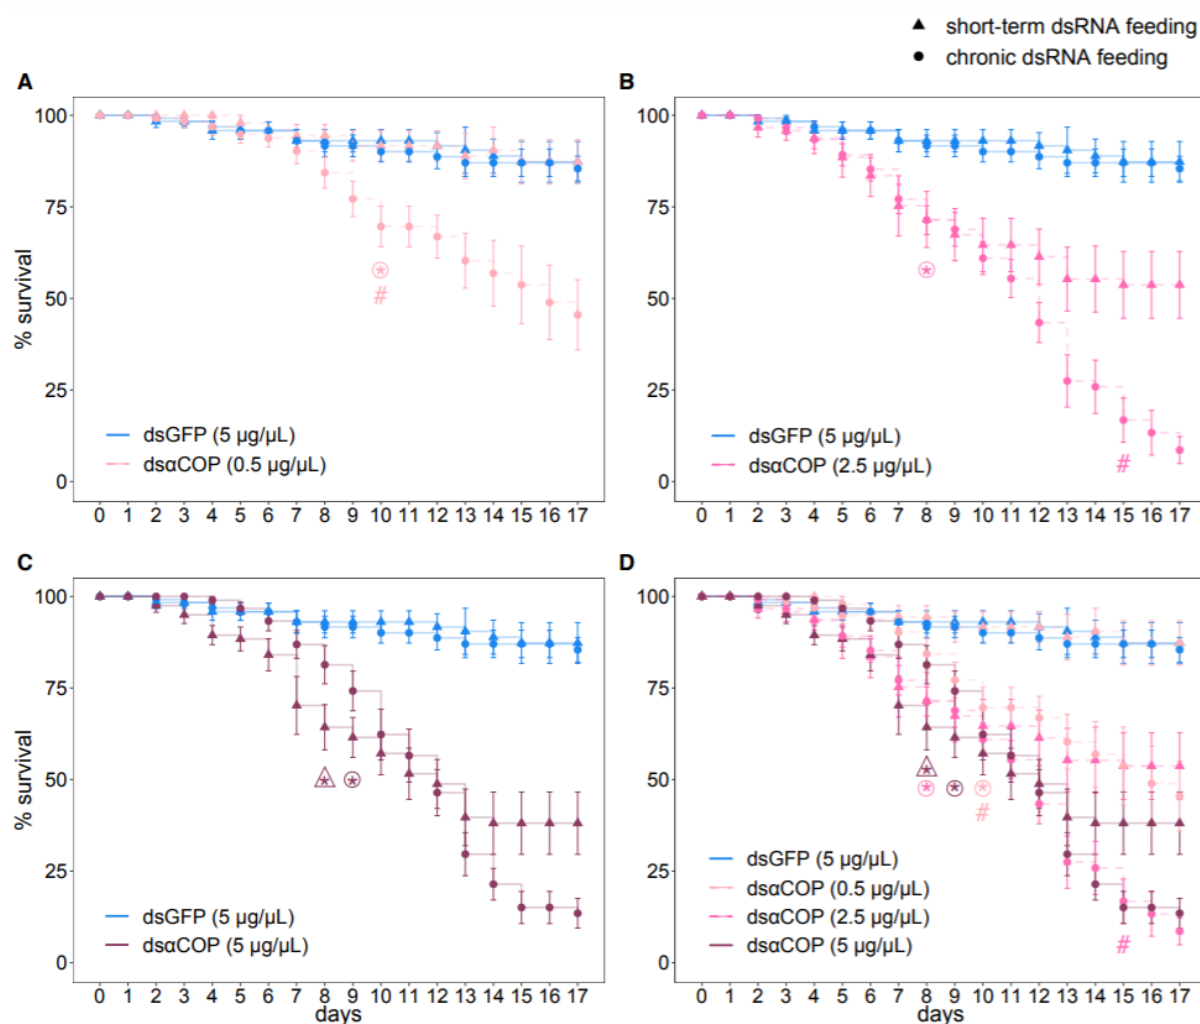 ▲ short-term dsRNA feeding
● chronic dsRNA feeding
A
B
% survival
100
75
50
25
0
*
#
dsGFP (5 µg/µL)
dsαCOP (0.5 µg/µL)
0 1 2 3 4 5 6 7 8 9 10 11 12 13 14 15 16 17
100
75
50
25
0
*
#
dsGFP (5 µg/µL)
dsαCOP (2.5 µg/µL)
0 1 2 3 4 5 6 7 8 9 10 11 12 13 14 15 16 17
C
D
% survival
100
75
50
25
0
* *
dsGFP (5 µg/µL)
dsαCOP (5 µg/µL)
0 1 2 3 4 5 6 7 8 9 10 11 12 13 14 15 16 17
days
100
75
50
25
0
*
* * *
#
#
dsGFP (5 µg/µL)
dsαCOP (0.5 µg/µL)
dsαCOP (2.5 µg/µL)
dsαCOP (5 µg/µL)
0 1 2 3 4 5 6 7 8 9 10 11 12 13 14 15 16 17
days